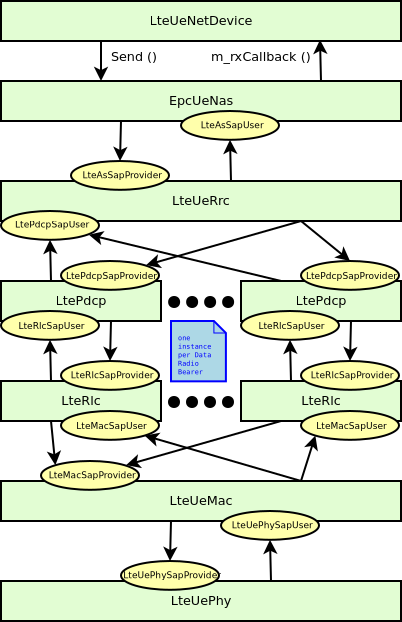 LteUeNetDevice
Send ()
m_rxCallback ()
EpcUeNas
LteAsSapUser
LteAsSapProvider
LteUeRrc
LtePdcpSapUser
LtePdcpSapProvider
LtePdcpSapProvider
LtePdcp
LtePdcp
LteRlcSapUser
LteRlcSapUser
one
instance
per Data
Radio
Bearer
LteRlcSapProvider
LteRlcSapProvider
LteRlc
LteRlc
LteMacSapUser
LteMacSapUser
LteMacSapProvider
LteUeMac
LteUePhySapUser
LteUePhySapProvider
LteUePhy